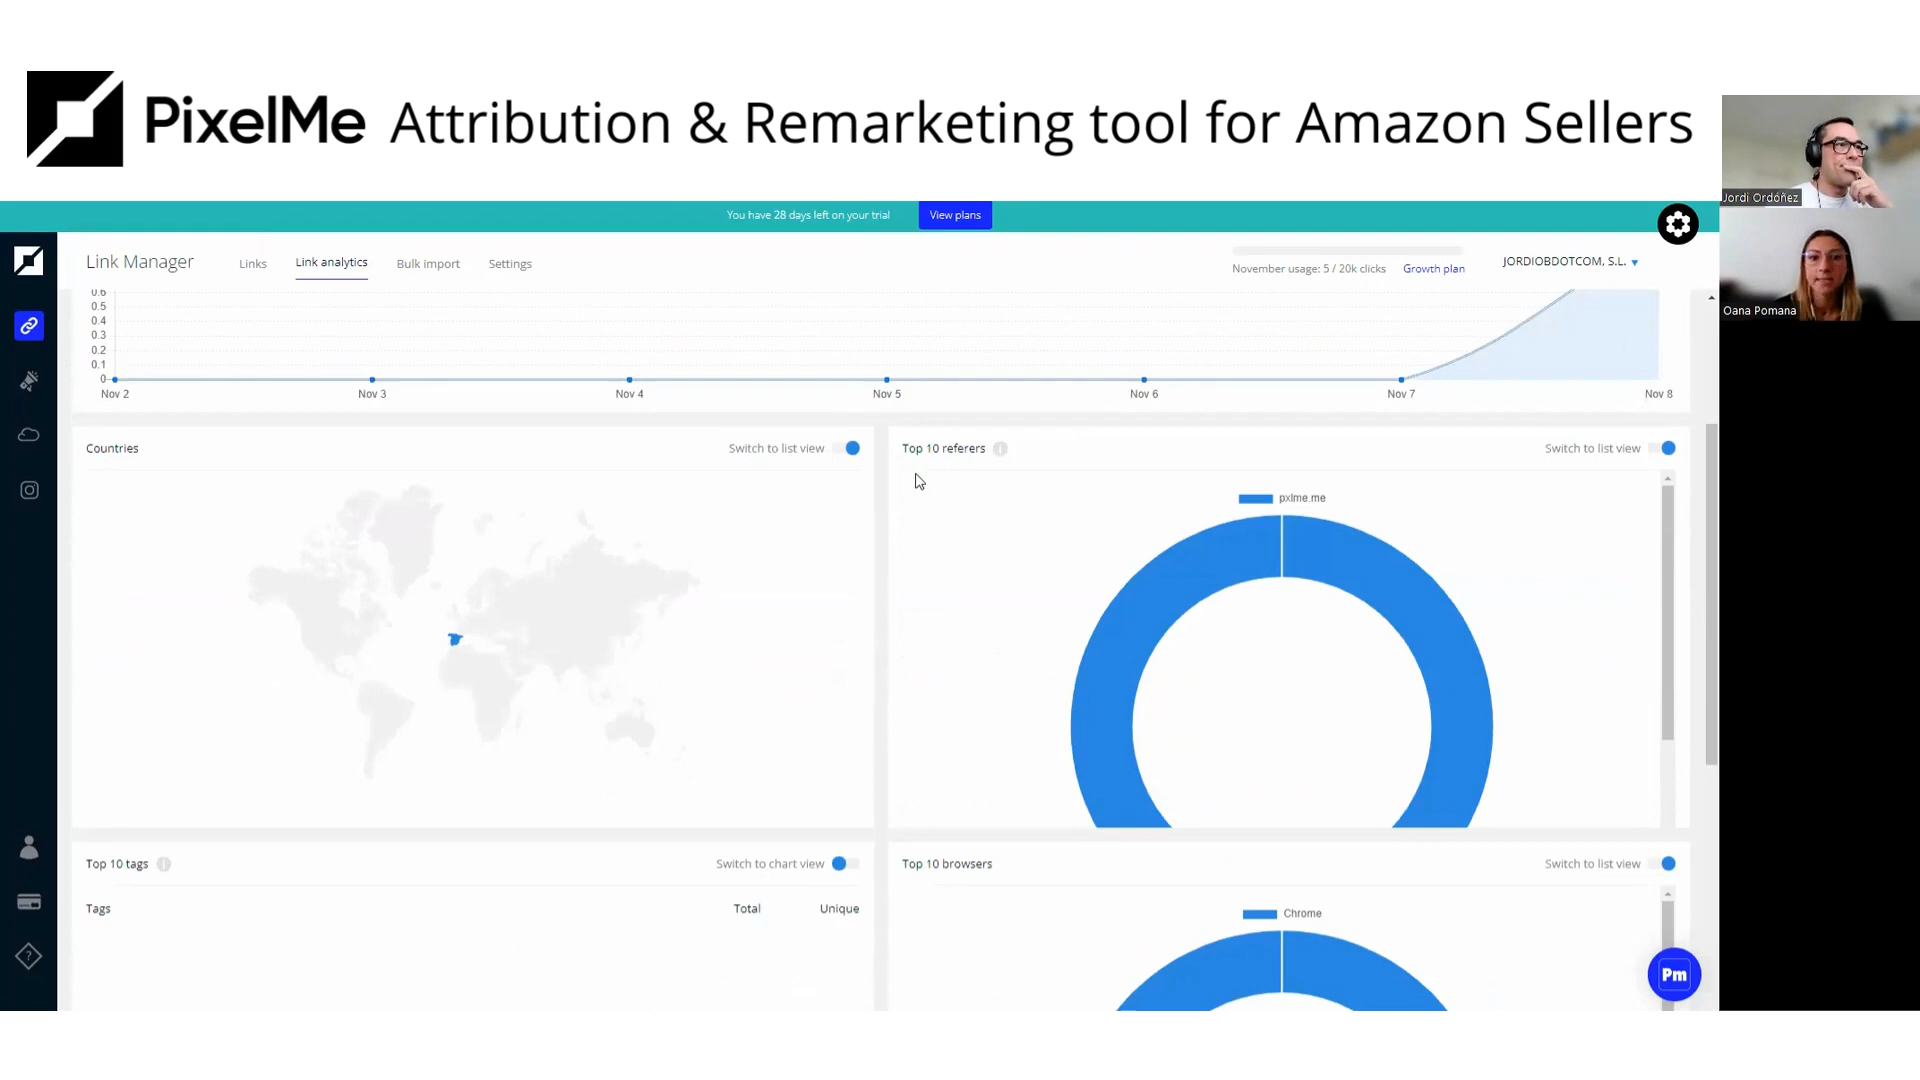 PixelMe Attribution & Remarketing tool for Amazon Sellers
Jordi Ordóñez
Oana Pomana
You have 28 days left on your trial
View plans
Link Manager
Links
Link analytics
Bulk import
Settings
November usage: 5 / 20k clicks
Growth plan
JORDIOBDOTCOM, S.L.
0.6
0.5
0.4
0.3
0.2
0.1
0
Nov 2
Nov 3
Nov 4
Nov 5
Nov 6
Nov 7
Nov 8
Countries
Switch to list view
Top 10 referers
i
Switch to list view
pxlme.me
Top 10 tags
i
Switch to chart view
Tags
Total
Unique
Top 10 browsers
Switch to list view
Chrome
?
Pm